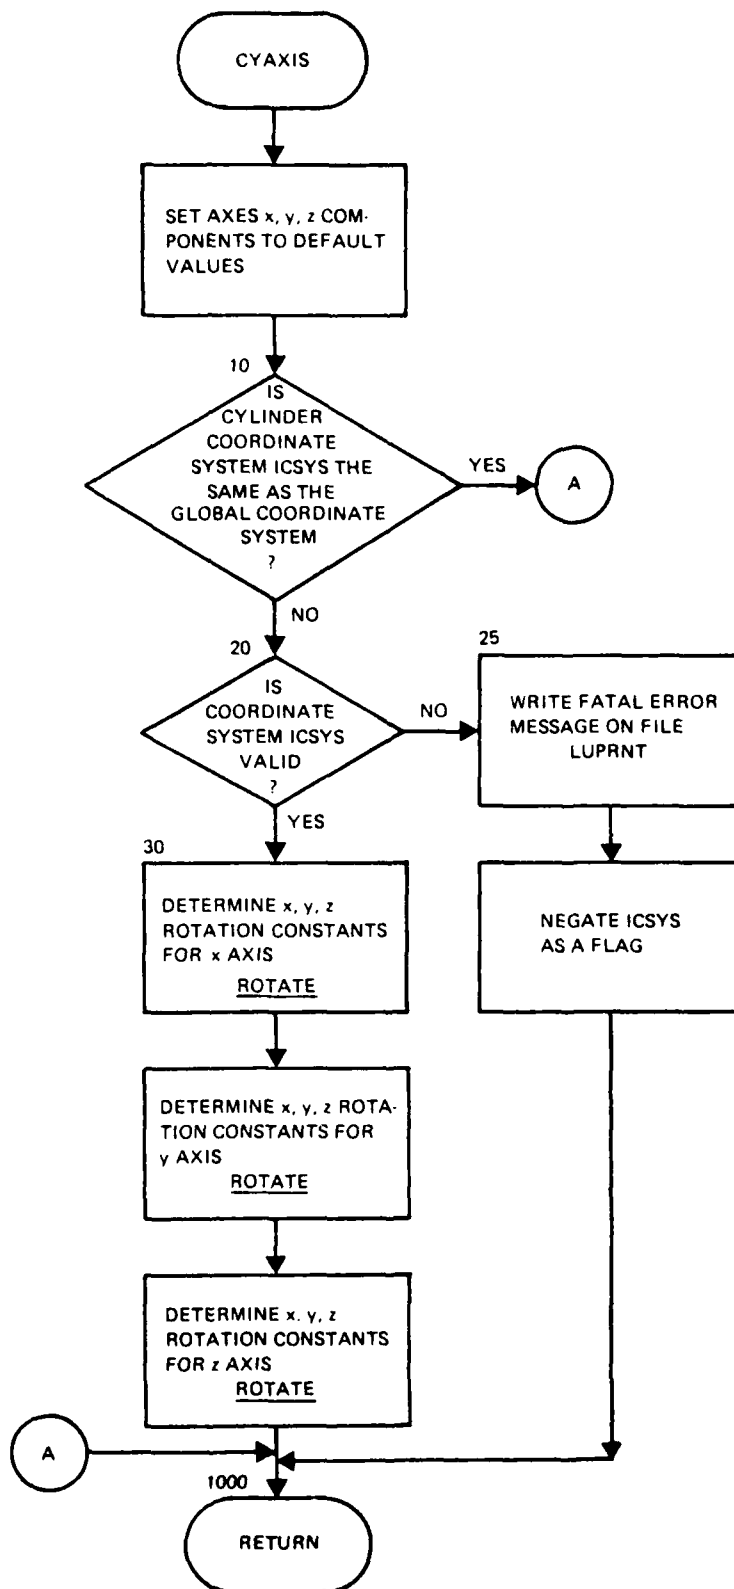 CYAXIS
SET AXES x, y, z COM-
PONENTS TO DEFAULT
VALUES
10
IS
CYLINDER
COORDINATE
SYSTEM ICSYS THE
SAME AS THE
GLOBAL COORDINATE
SYSTEM
?
YES
A
NO
20
IS
COORDINATE
SYSTEM ICSYS
VALID
?
NO
25
WRITE FATAL ERROR
MESSAGE ON FILE
LUPRNT
YES
30
DETERMINE x, y, z
ROTATION CONSTANTS
FOR x AXIS
ROTATE
NEGATE ICSYS
AS A FLAG
DETERMINE x, y, z ROTA-
TION CONSTANTS FOR
y AXIS
ROTATE
DETERMINE x. y, z
ROTATION CONSTANTS
FOR z AXIS
ROTATE
A
1000
RETURN